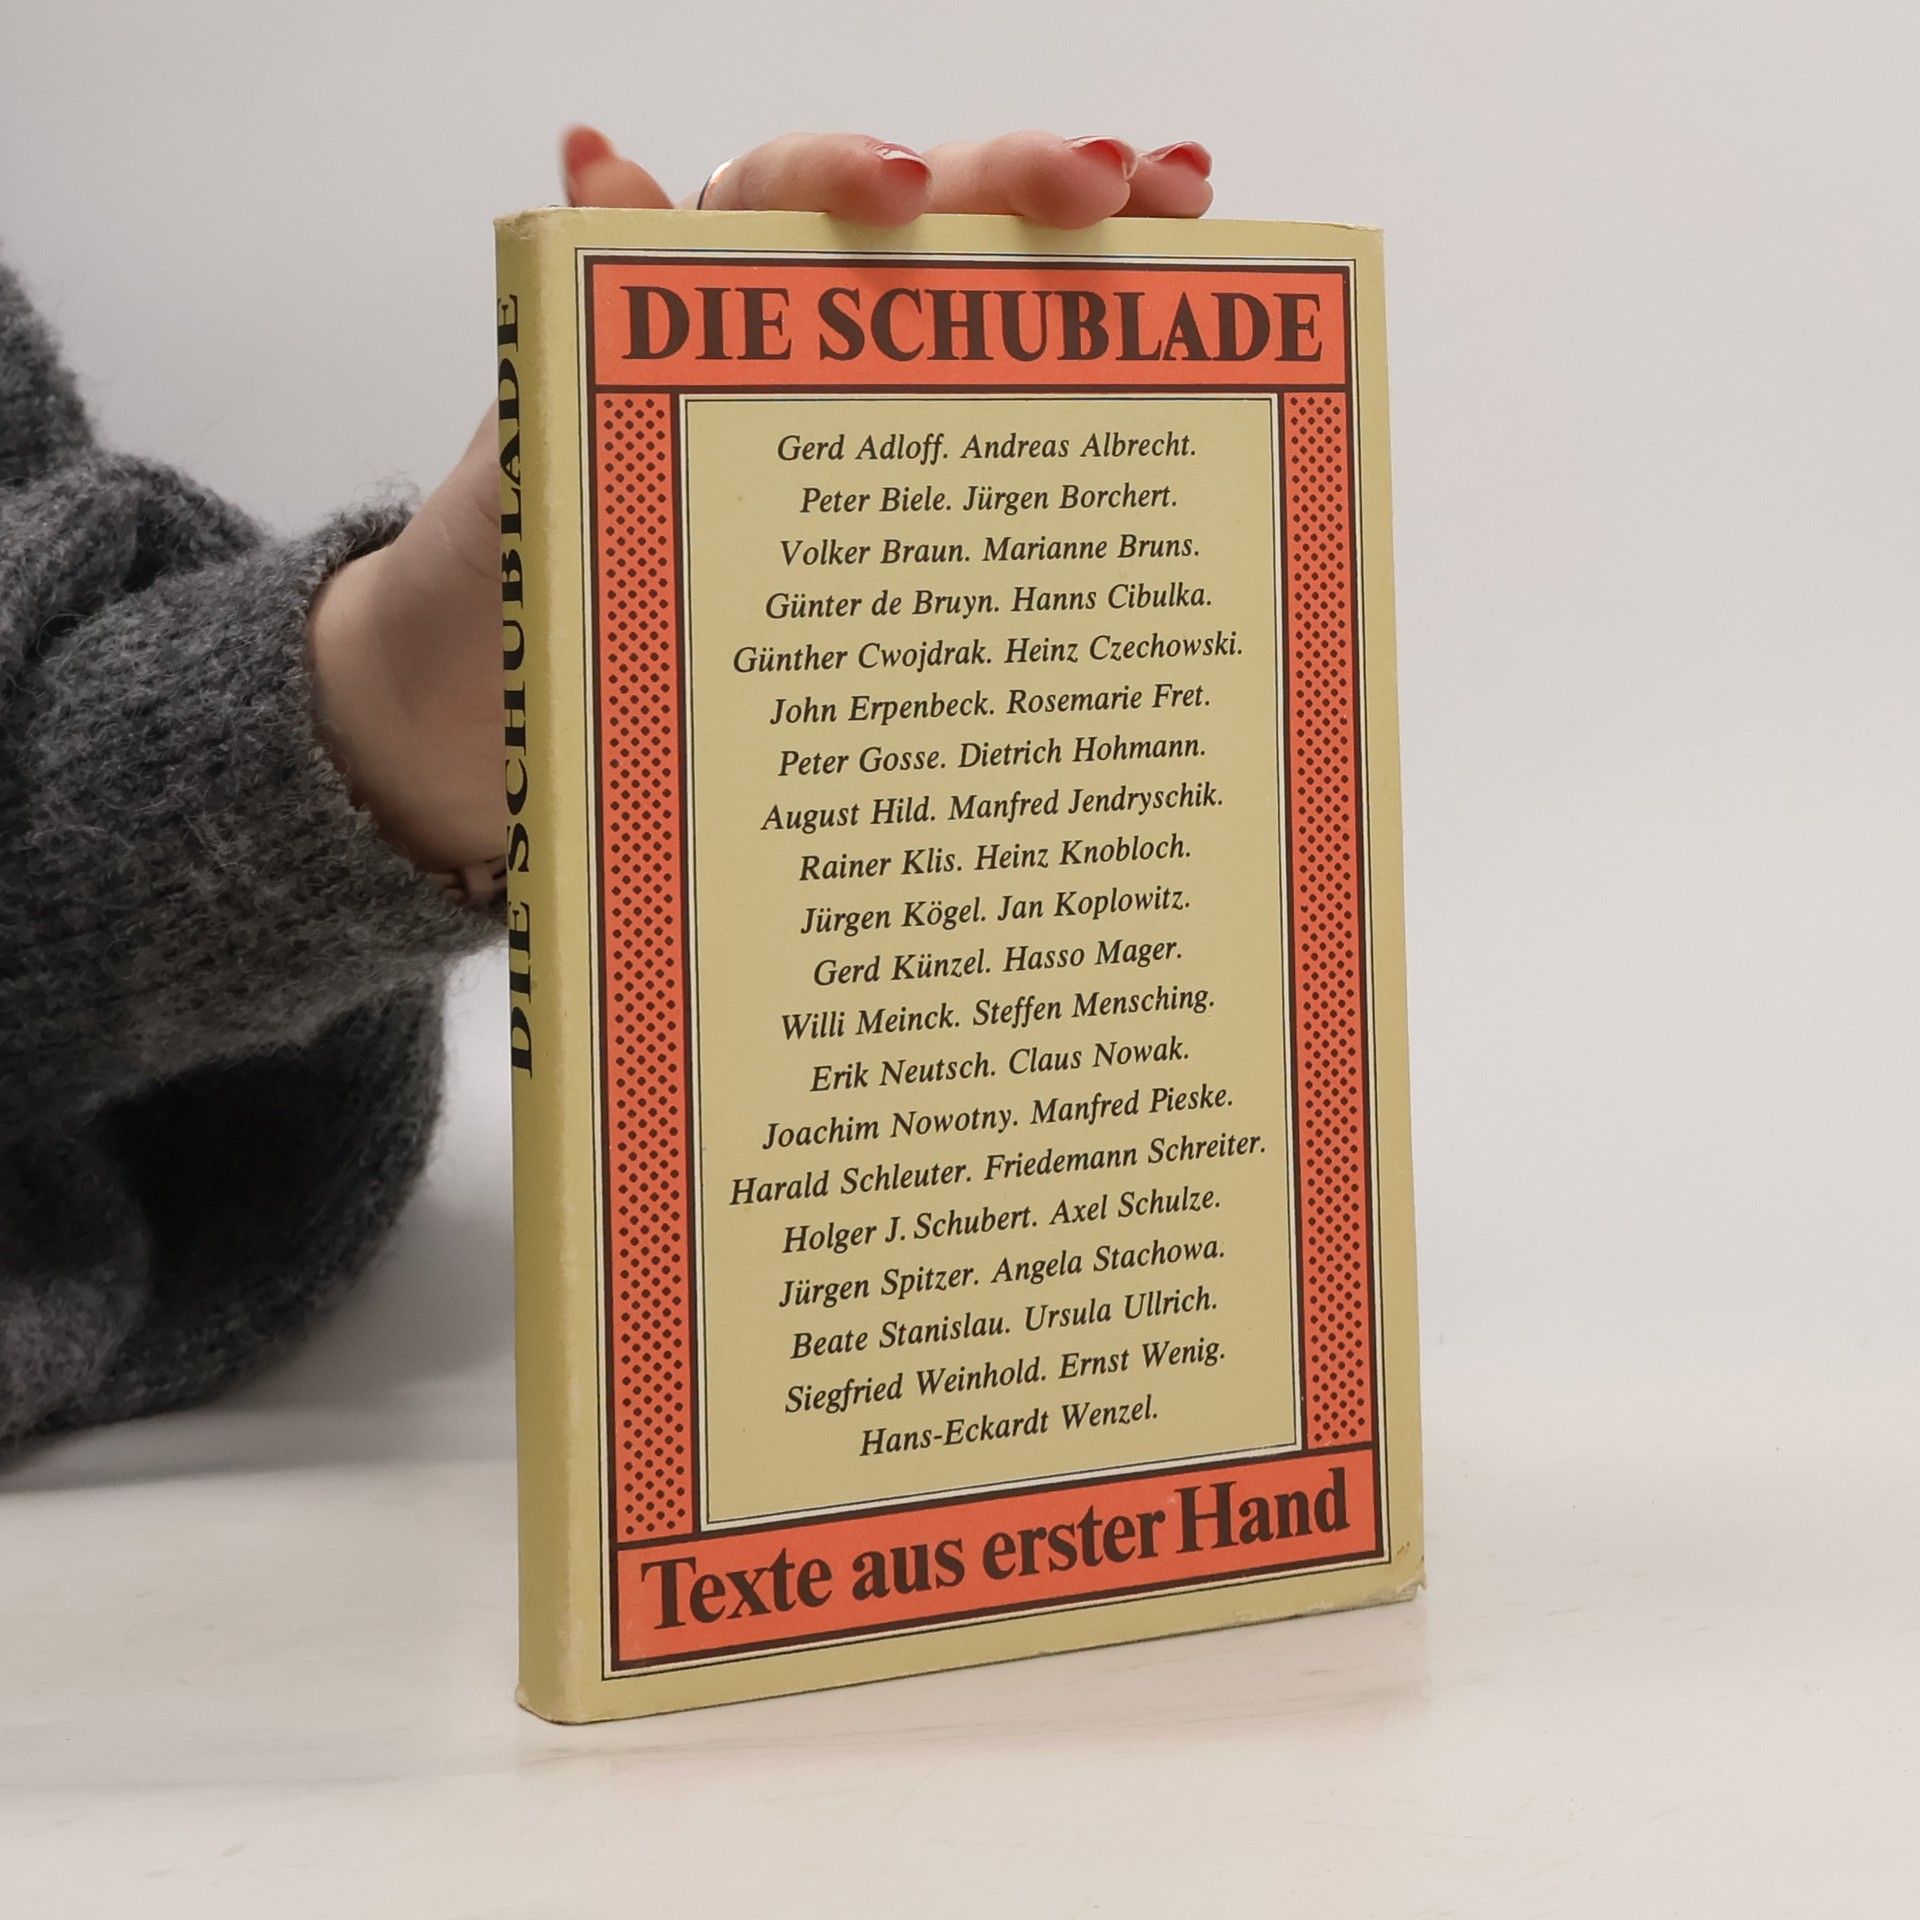 DIE SCHUBLADE
DIE SCHUBLADE
Gerd Adloff. Andreas Albrecht.
Peter Biele. Jürgen Borchert.
Volker Braun. Marianne Bruns.
Günter de Bruyn. Hanns Cibulka.
Günther Cwojdrak. Heinz Czechowski.
John Erpenbeck. Rosemarie Fret.
Peter Gosse. Dietrich Hohmann.
August Hild. Manfred Jendryschik.
Rainer Klis. Heinz Knobloch.
Jürgen Kögel. Jan Koplowitz.
Gerd Künzel. Hasso Mager.
Willi Meinck. Steffen Mensching.
Erik Neutsch. Claus Nowak.
Joachim Nowotny. Manfred Pieske.
Harald Schleuter. Friedemann Schreiter.
Holger J. Schubert. Axel Schulze.
Jürgen Spitzer. Angela Stachowa.
Beate Stanislau. Ursula Ullrich.
Siegfried Weinhold. Ernst Wenig.
Hans-Eckardt Wenzel.
Texte aus erster Hand